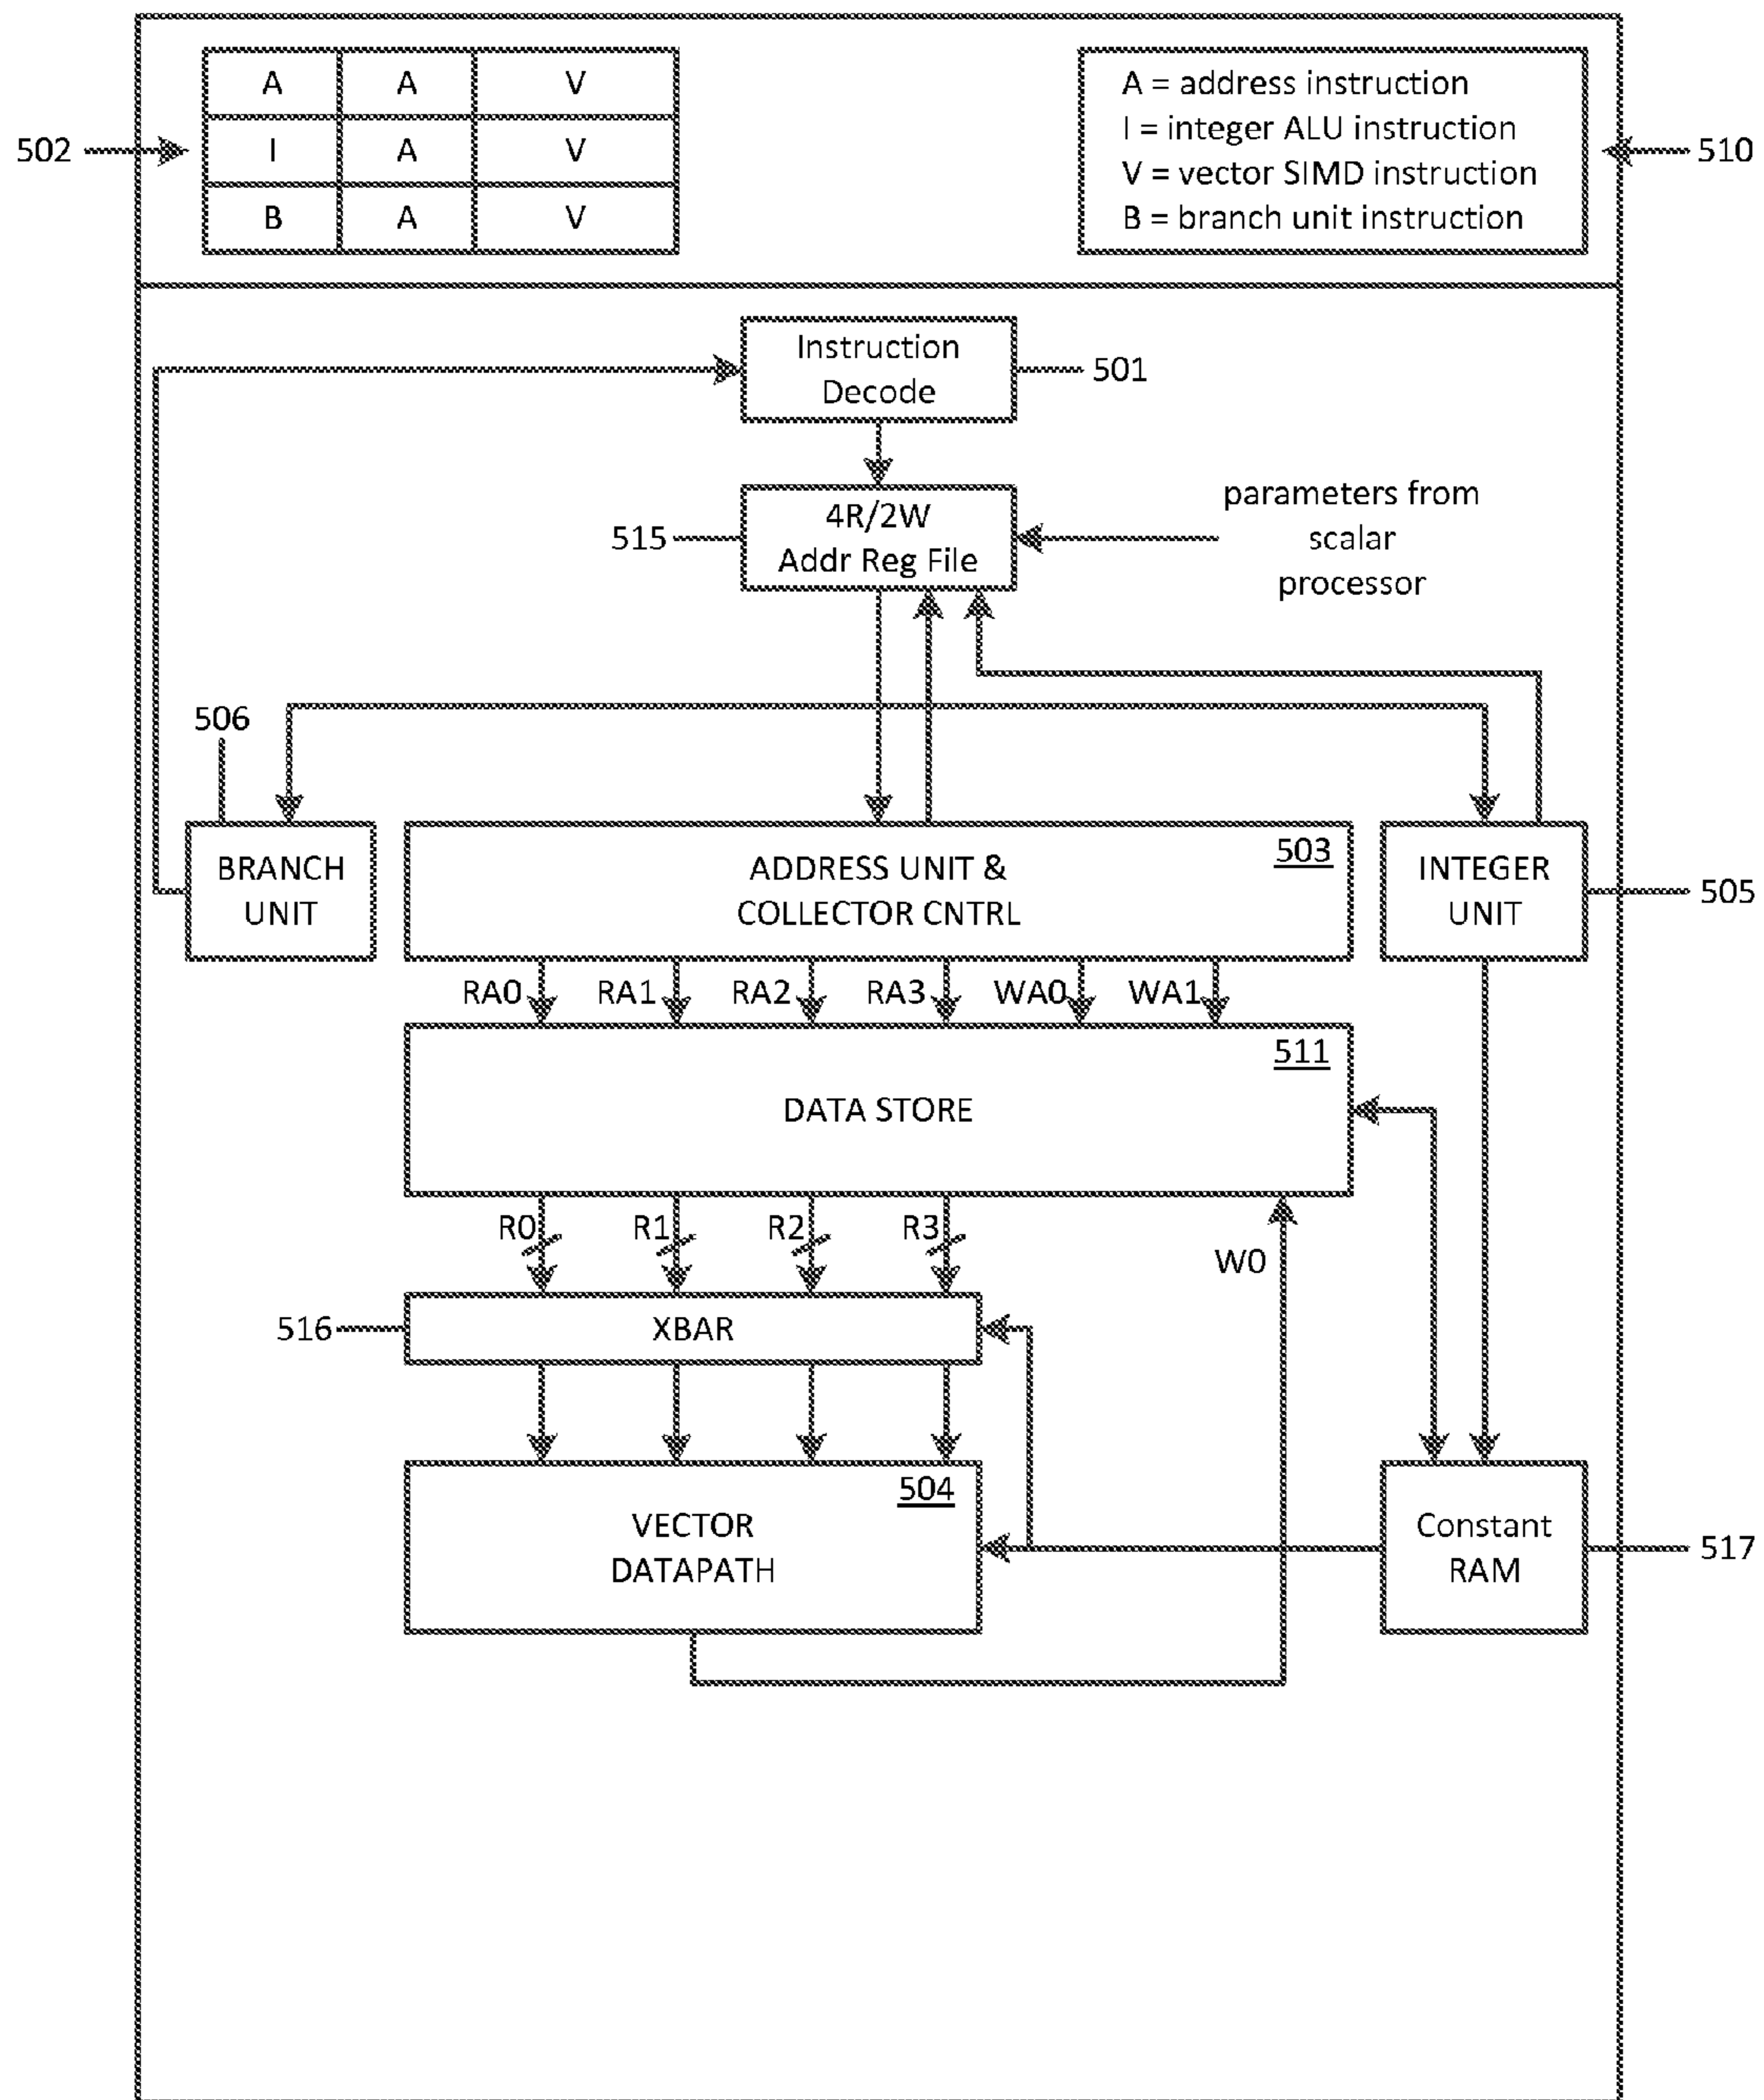 A A V
502 I A V
B A V
A = address instruction
I = integer ALU instruction
V = vector SIMD instruction
B = branch unit instruction
510
Instruction
Decode
501
4R/2W
Addr Reg File
515
parameters from
scalar
processor
506
BRANCH
UNIT
503
ADDRESS UNIT &
COLLECTOR CNTRL
INTEGER
UNIT
505
RA0 RA1 RA2 RA3 WA0 WA1
511
DATA STORE
R0 R1 R2 R3
W0
516
XBAR
504
VECTOR
DATAPATH
Constant
RAM
517